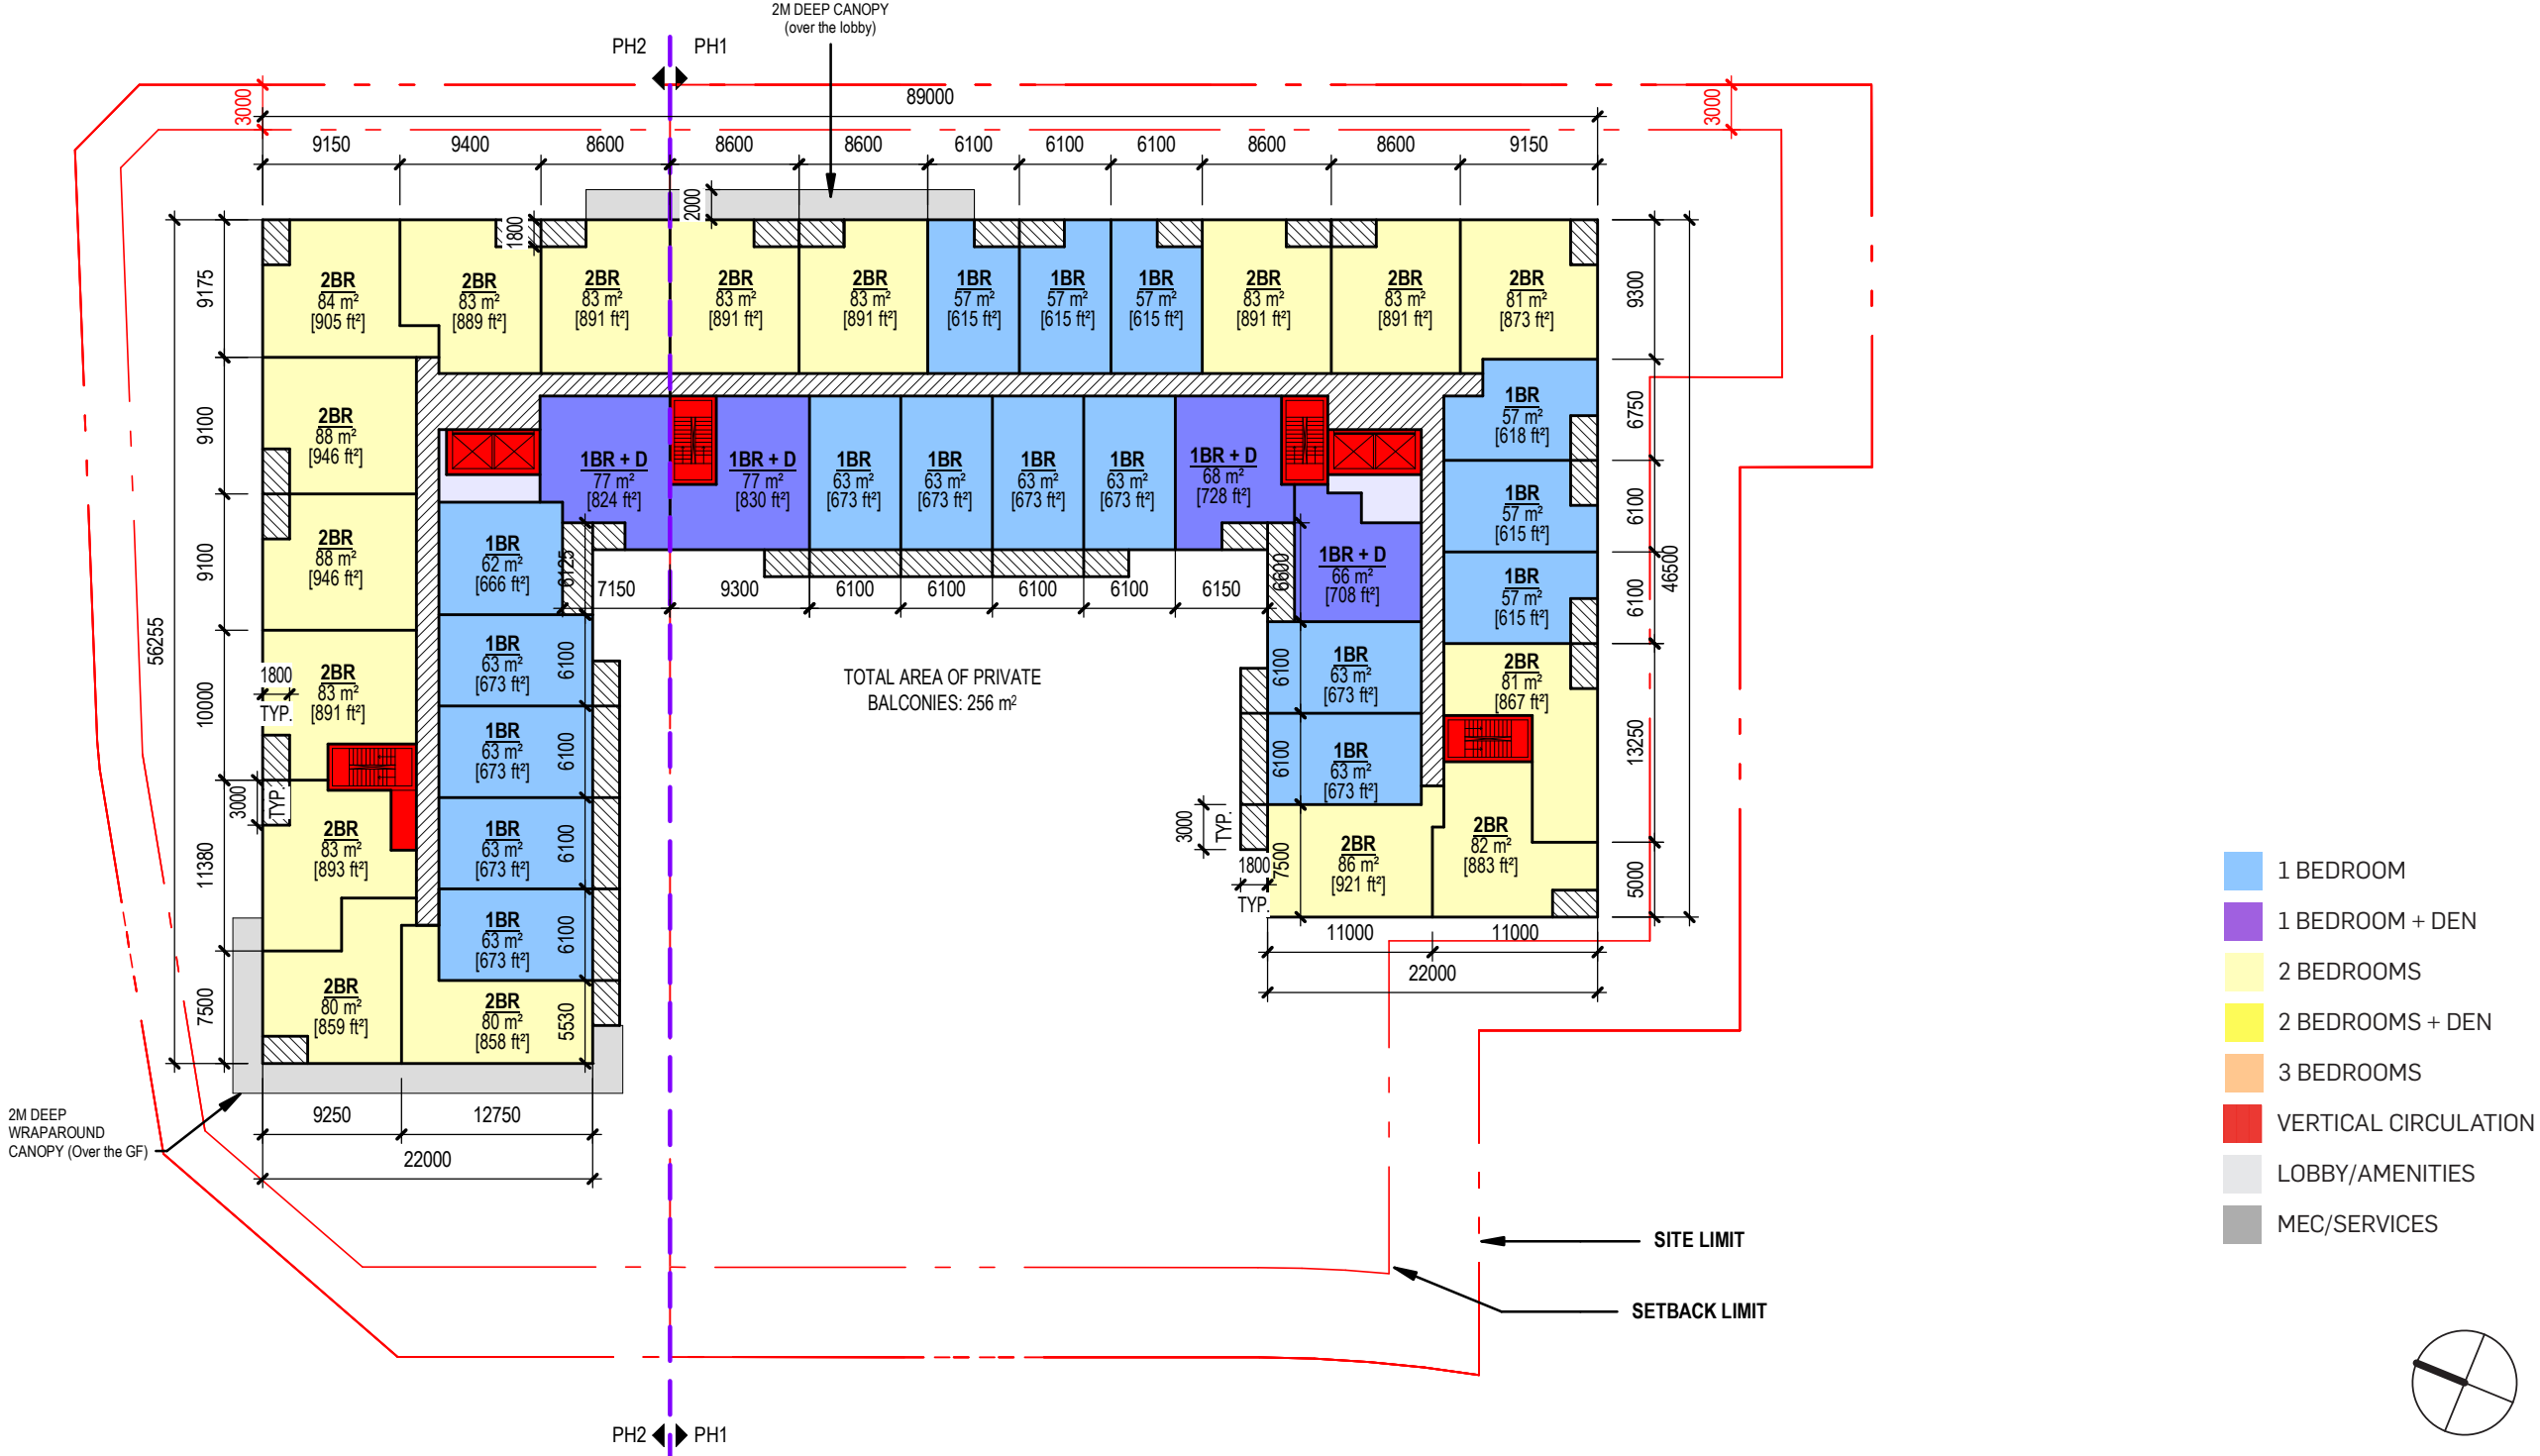 2M DEEP CANOPY
(over the lobby)
PH2 PH1
89000
3000
3000
9150 9400 8600 8600 8600 6100 6100 6100 8600 8600 9150
2000
1800
2BR
84 m²
[905 ft²]
2BR
83 m²
[889 ft²]
2BR
83 m²
[891 ft²]
2BR
83 m²
[891 ft²]
2BR
83 m²
[891 ft²]
1BR
57 m²
[615 ft²]
1BR
57 m²
[615 ft²]
1BR
57 m²
[615 ft²]
2BR
83 m²
[891 ft²]
2BR
83 m²
[891 ft²]
2BR
81 m²
[873 ft²]
9175
9100
9100
10000
11380
7500
56255
9300
6750
6100
6100
13250
5000
46500
2BR
88 m²
[946 ft²]
2BR
88 m²
[946 ft²]
2BR
83 m²
[891 ft²]
1800
TYP.
3000
TYP.
2BR
83 m²
[893 ft²]
2BR
80 m²
[859 ft²]
2BR
80 m²
[858 ft²]
1BR + D
77 m²
[824 ft²]
1BR + D
77 m²
[830 ft²]
1BR
63 m²
[673 ft²]
1BR
63 m²
[673 ft²]
1BR
63 m²
[673 ft²]
1BR
63 m²
[673 ft²]
1BR + D
68 m²
[728 ft²]
1BR
57 m²
[618 ft²]
1BR
57 m²
[615 ft²]
1BR
57 m²
[615 ft²]
1BR
62 m²
[666 ft²]
6125
7150 9300 6100 6100 6100 6100 6150
6600
1BR + D
66 m²
[708 ft²]
1BR
63 m²
[673 ft²]
6100
1BR
63 m²
[673 ft²]
6100
1BR
63 m²
[673 ft²]
6100
1BR
63 m²
[673 ft²]
6100
5530
TOTAL AREA OF PRIVATE
BALCONIES: 256 m²
6100
1BR
63 m²
[673 ft²]
6100
1BR
63 m²
[673 ft²]
2BR
81 m²
[867 ft²]
3000
TYP.
1800
TYP.
7500
2BR
86 m²
[921 ft²]
2BR
82 m²
[883 ft²]
11000 11000
22000
9250 12750
22000
2M DEEP
WRAPAROUND
CANOPY (Over the GF)
SITE LIMIT
SETBACK LIMIT
PH2 PH1
1 BEDROOM
1 BEDROOM + DEN
2 BEDROOMS
2 BEDROOMS + DEN
3 BEDROOMS
VERTICAL CIRCULATION
LOBBY/AMENITIES
MEC/SERVICES